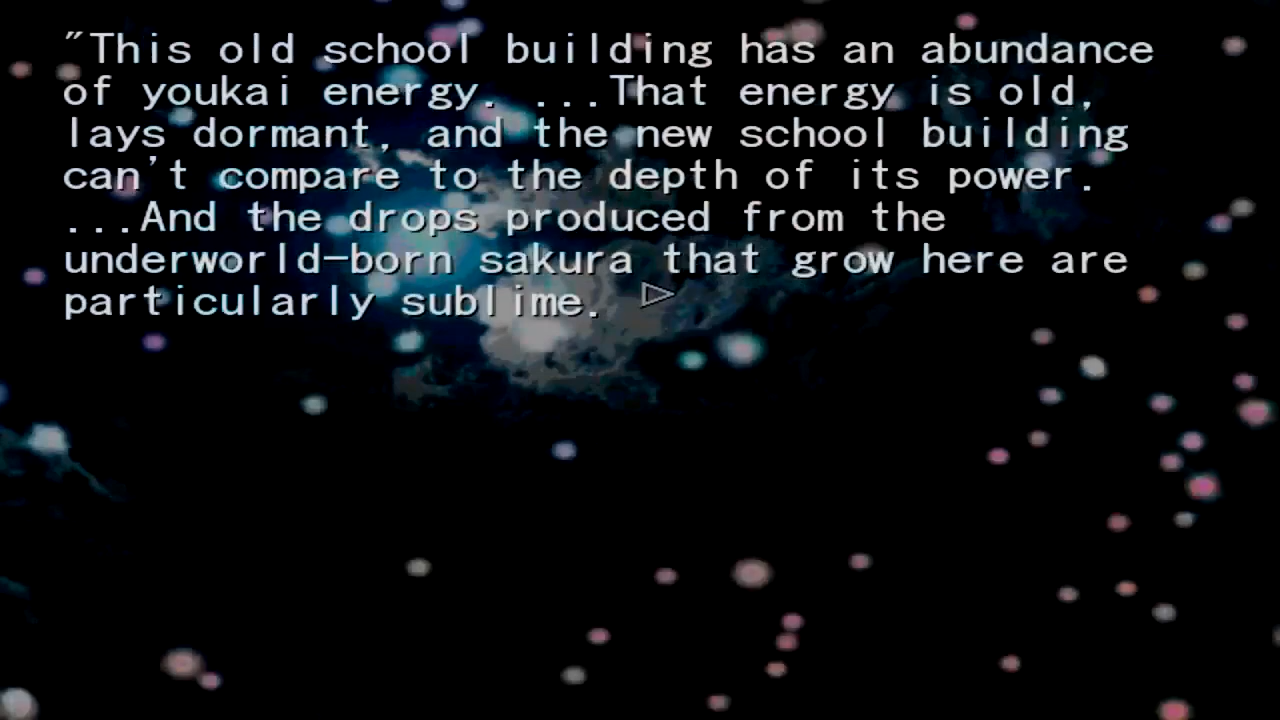 "This old school building has an abundance
of youkai energy. ...That energy is old,
lays dormant, and the new school building
can't compare to the depth of its power.
...And the drops produced from the
underworld—born sakura that grow here are
particularly sublime.